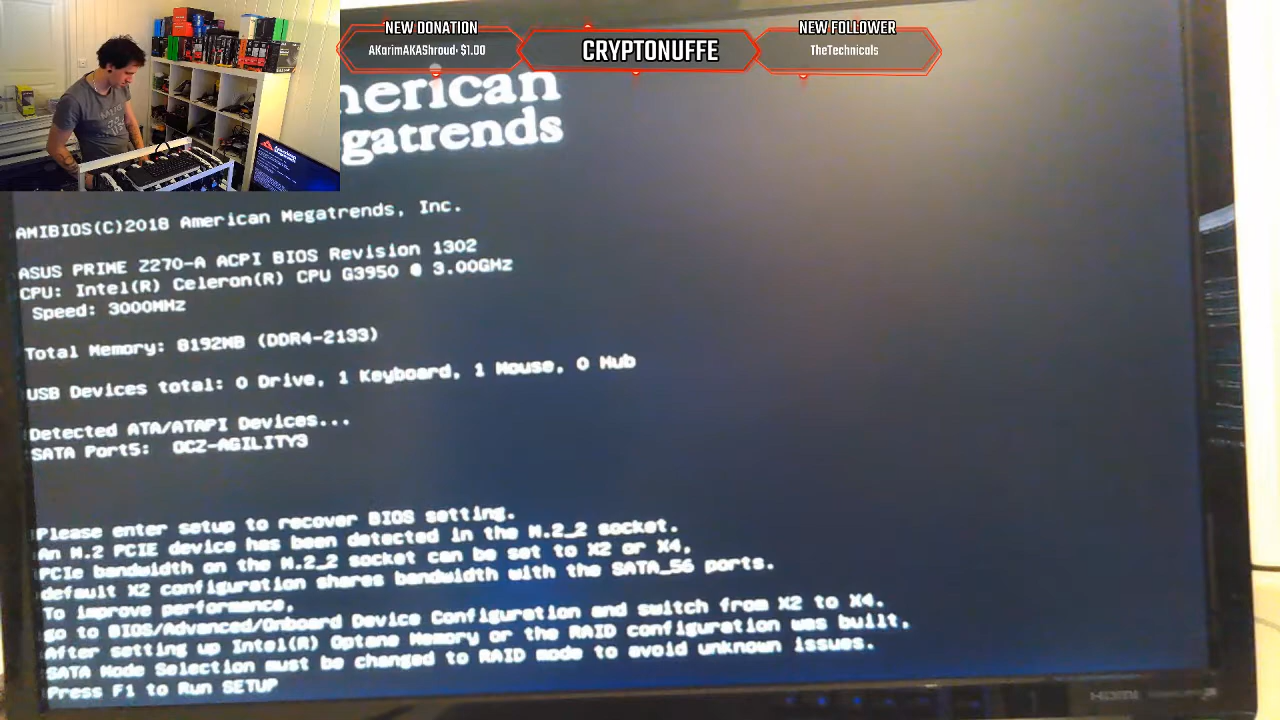 NEW DONATION
AKarimAKAShroud: $1.00
CRYPTONUFFE
NEW FOLLOWER
TheTechnicals
merican
gatrends
AMIBIOS(C)2018 American Megatrends, Inc.
ASUS PRIME Z270-A ACPI BIOS Revision 1302
CPU: Intel(R) Celeron(R) CPU G3950 @ 3.00GHz
Speed: 3000MHz
Total Memory: 8192MB (DDR4-2133)
USB Devices total: 0 Drive, 1 Keyboard, 1 Mouse, 0 Hub
Detected ATA/ATAPI Devices...
SATA Port5: OCZ-AGILITY3
Please enter setup to recover BIOS setting.
An M.2 PCIE device has been detected in the M.2_2 socket.
PCIe bandwidth on the M.2_2 socket can be set to X2 or X4,
default X2 configuration shares bandwidth with the SATA_56 ports.
To improve performance,
go to BIOS/Advanced/Onboard Device Configuration and switch from X2 to X4.
After setting up Intel(R) Optane Memory or the RAID configuration was built,
SATA Mode Selection must be changed to RAID mode to avoid unknown issues.
Press F1 to Run SETUP
HDMI